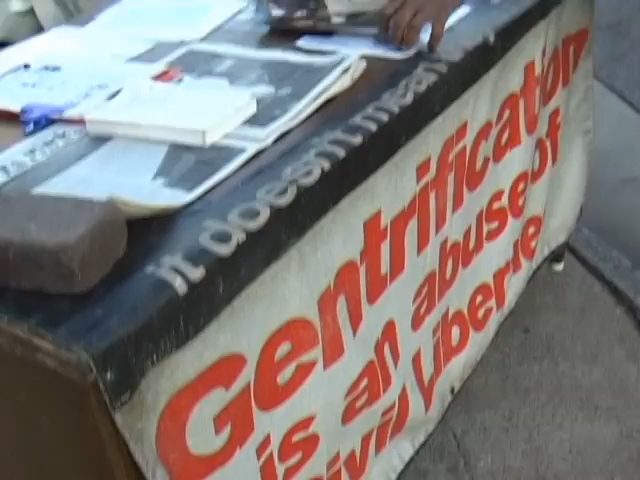 it doesn't mean
Gentrification
is an abuse of
civil liberties